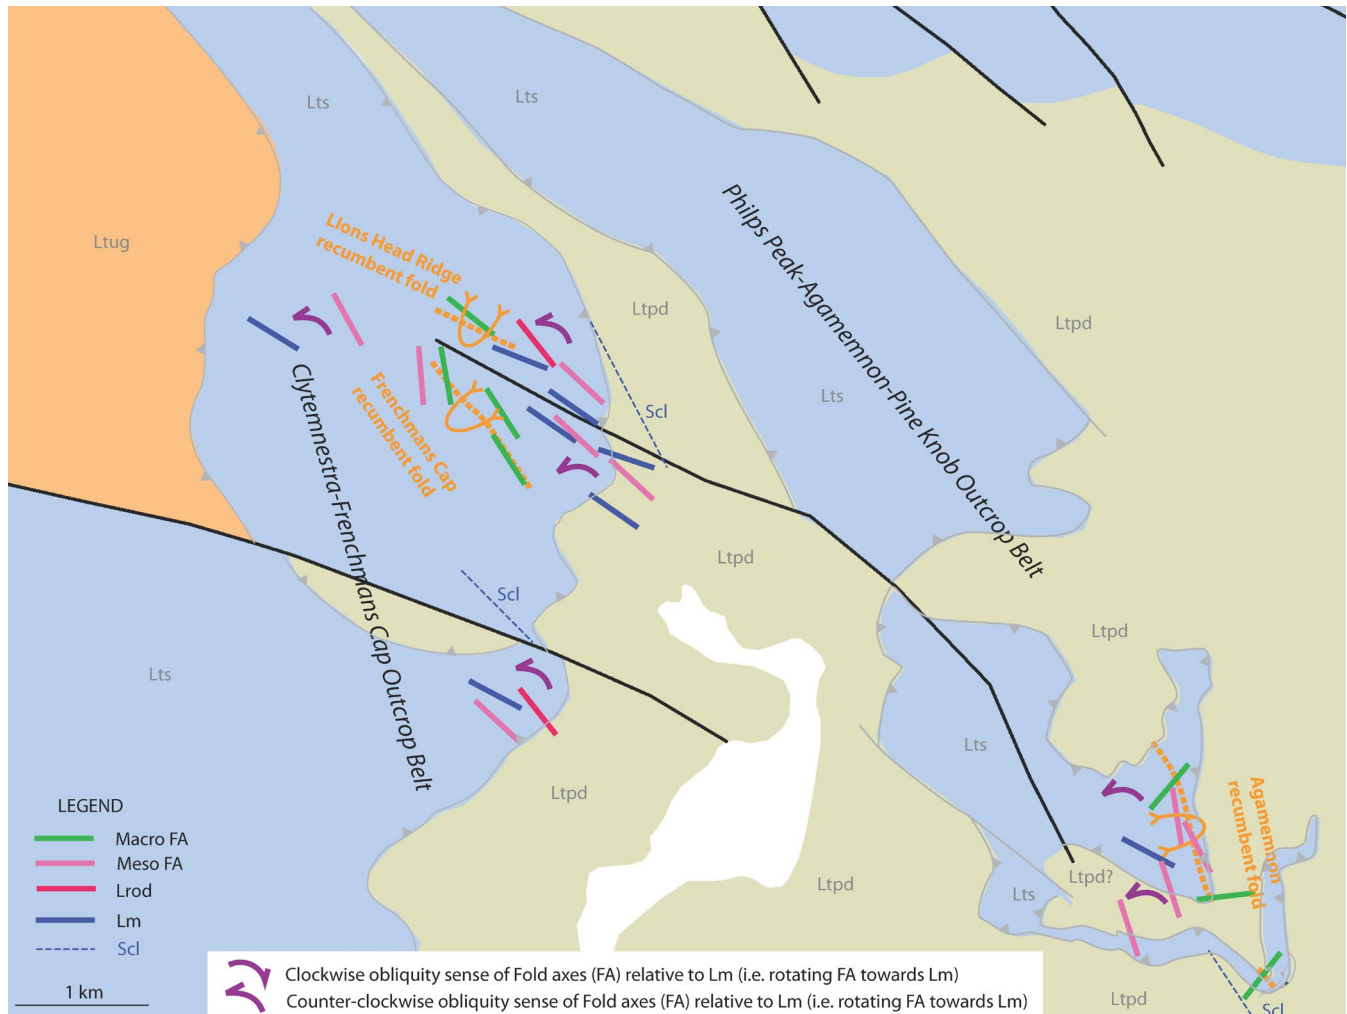 Lts
Lts
Ltug
LIons Head Ridge
recumbent fold
Philps Peak-Agamemnon-Pine Knob Outcrop Belt
Ltpd
Ltpd
Clytemnestra-Frenchmans Cap Outcrop Belt
Frenchmans Cap
recumbent fold
Scl
Lts
Ltpd
Scl
Ltpd
Lts
Lts
Ltpd
Agamemnon
recumbent fold
Ltpd
Ltpd?
Lts
Ltpd
Scl
LEGEND
Macro FA
Meso FA
Lrod
Lm
Scl
1 km
Clockwise obliquity sense of Fold axes (FA) relative to Lm (i.e. rotating FA towards Lm)
Counter-clockwise obliquity sense of Fold axes (FA) relative to Lm (i.e. rotating FA towards Lm)